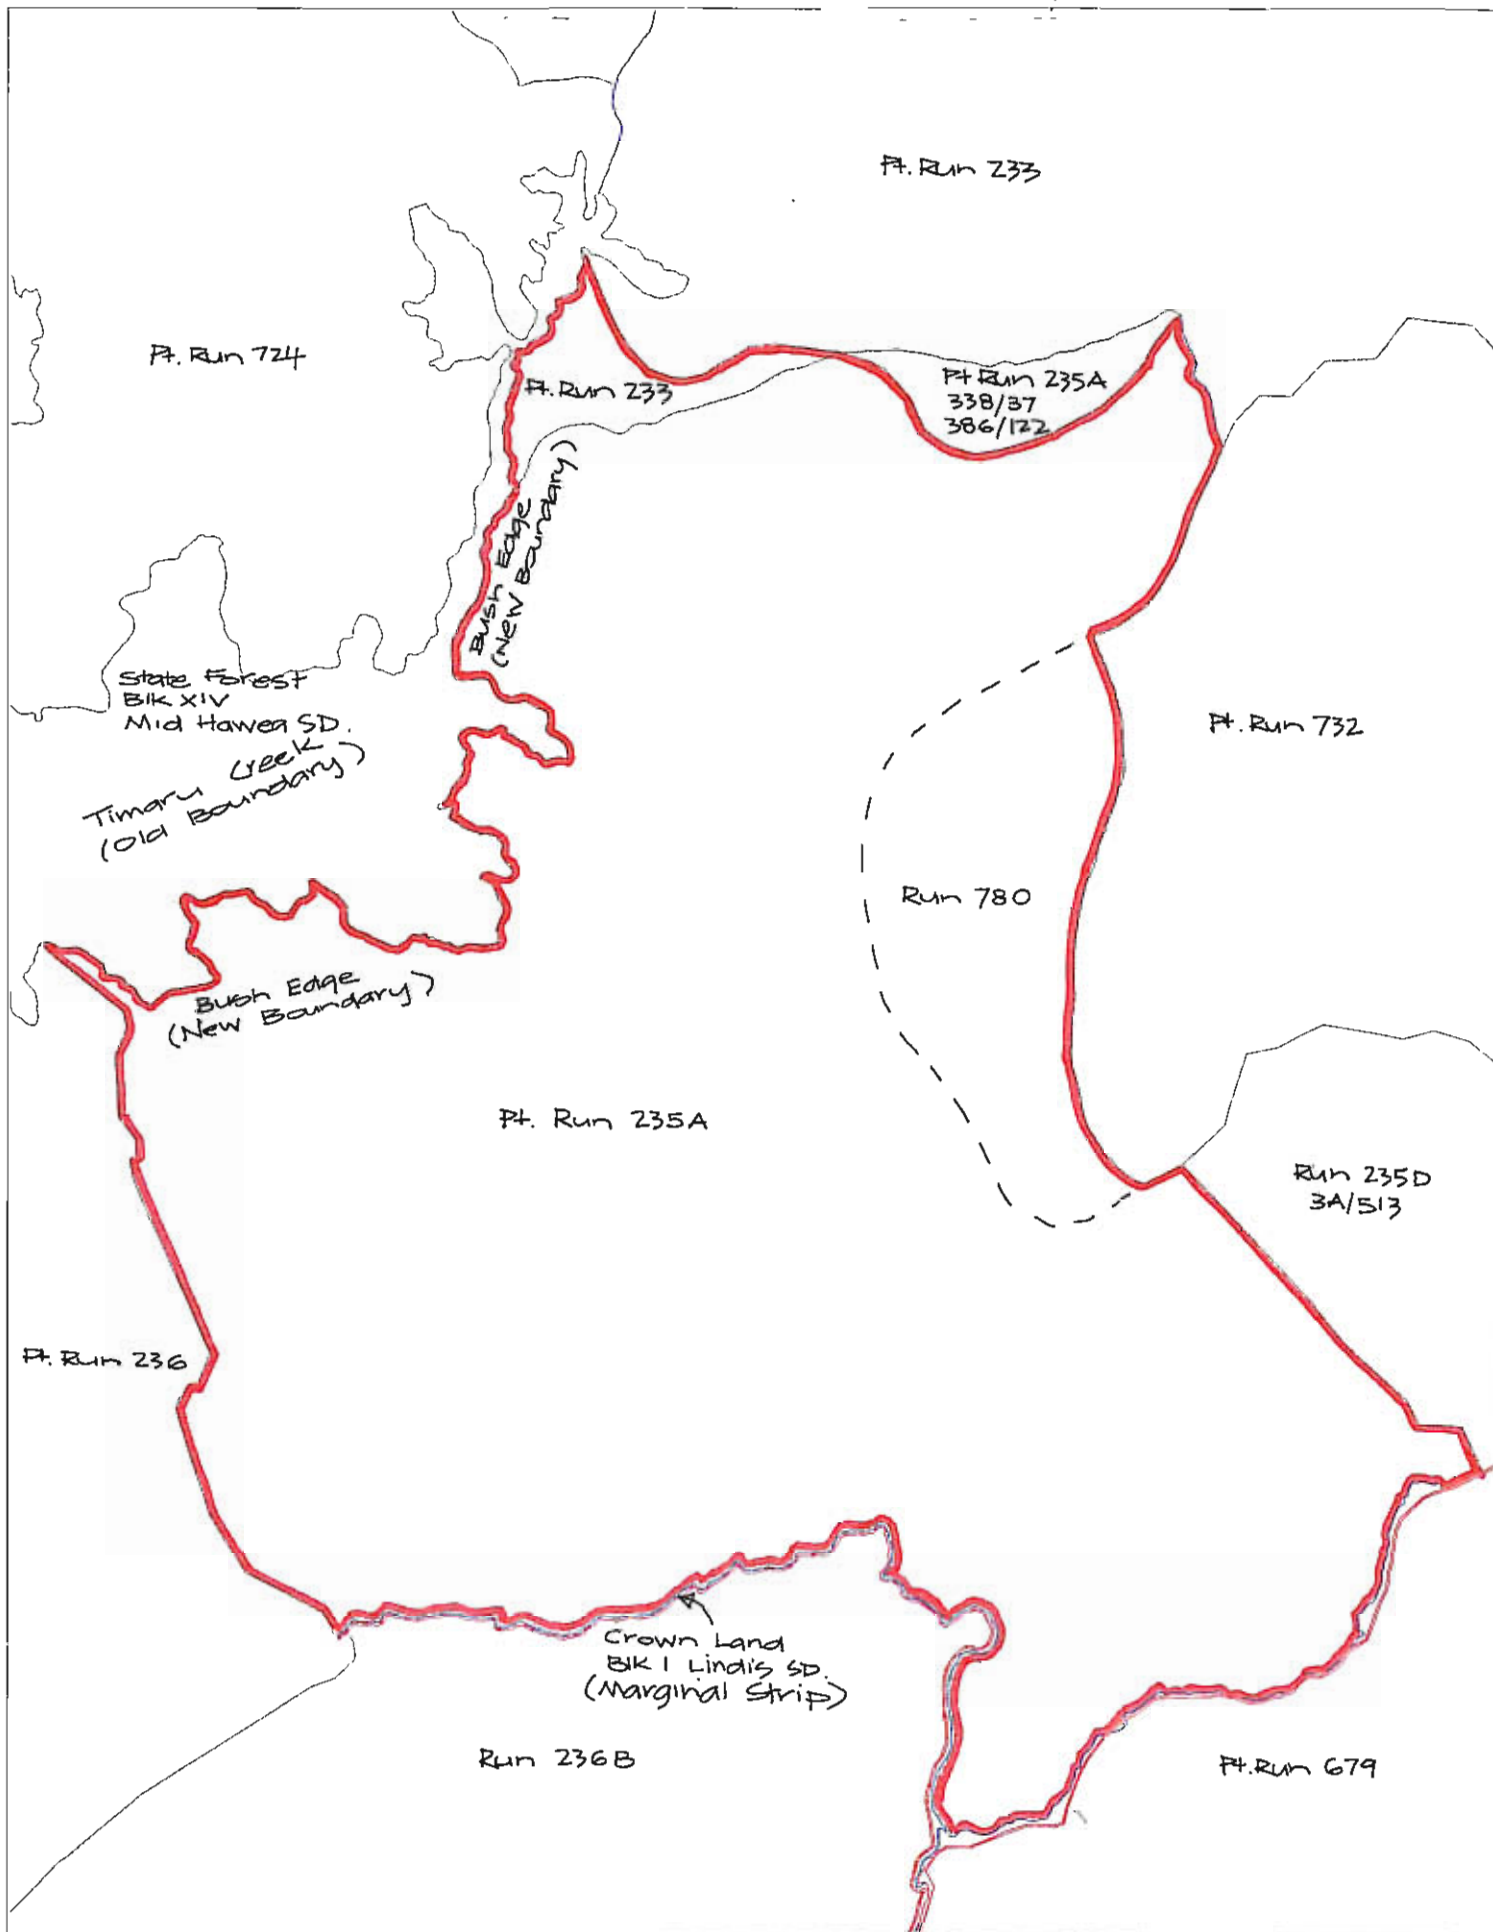 Pt. Run 233
Pt. Run 724
Pt. Run 233
Pt Run 235A
338/37
386/122
Bush Edge
(New Boundary)
State Forest
Blk XIV
Mid Hawea SD.
Timaru Creek
(Old Boundary)
Pt. Run 732
Run 780
Bush Edge
(New Boundary)
Pt. Run 235A
Run 235D
3A/513
Pt. Run 236
Crown Land
Blk I Lindis SD.
(Marginal Strip)
Run 236B
Pt. Run 679